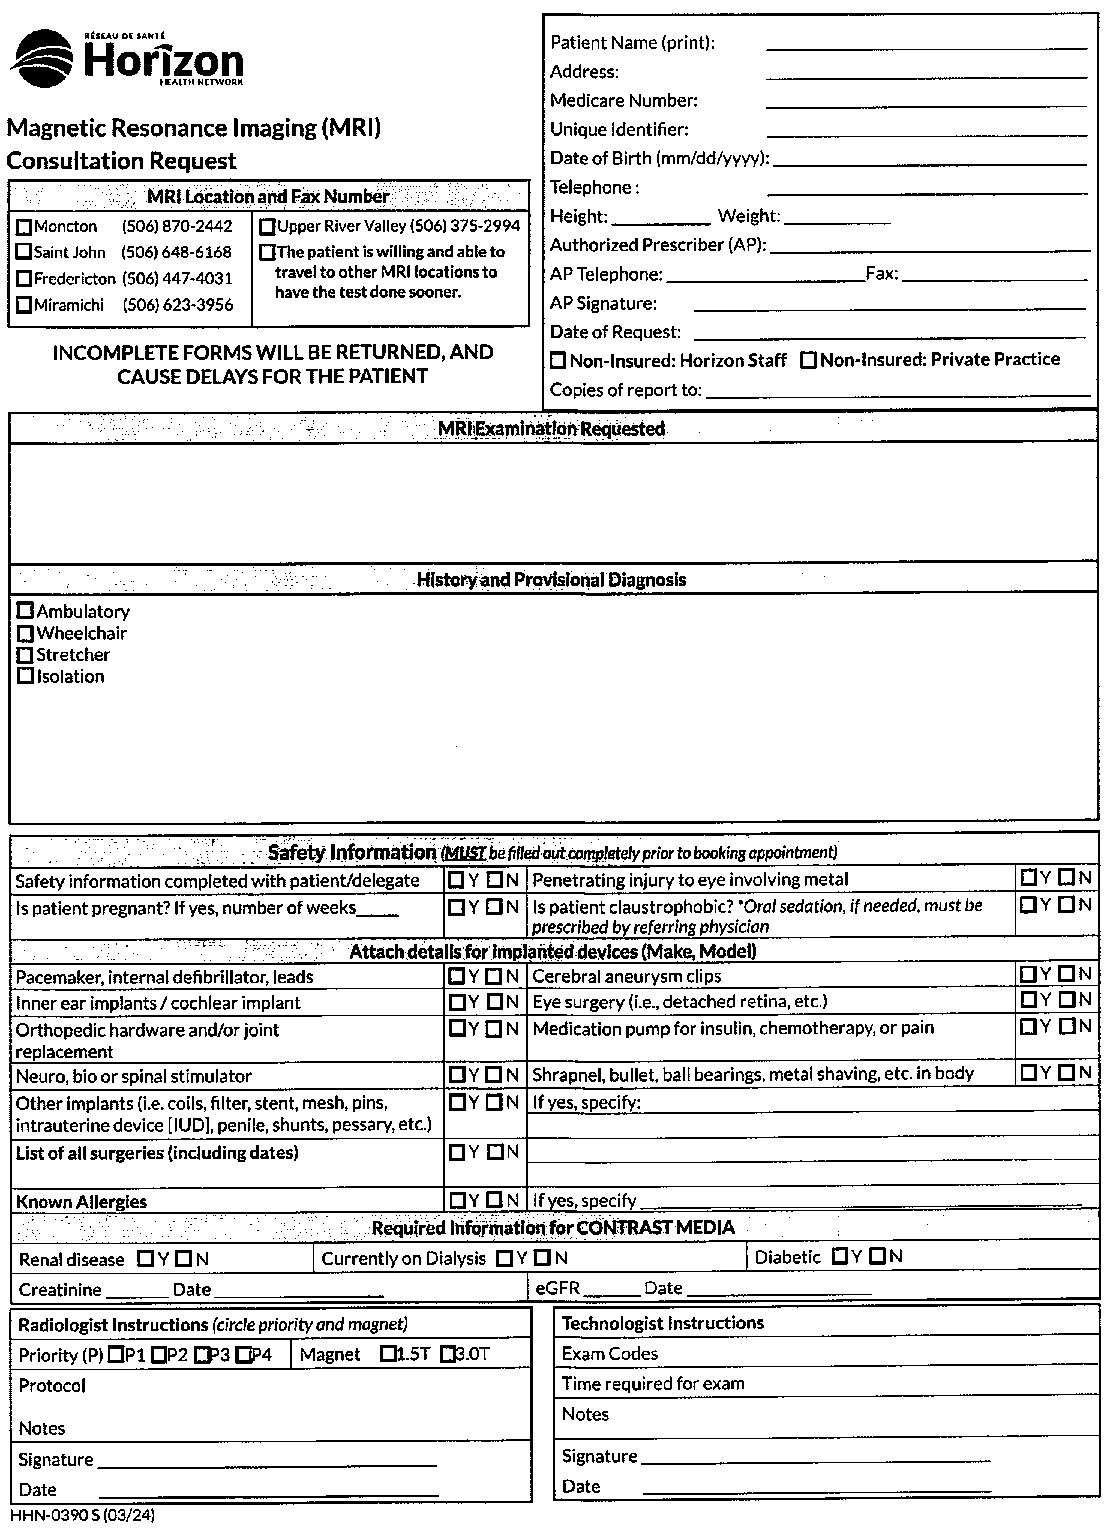 RÉSEAU DE SANTÉ
Horizon
HEALTH NETWORK
Magnetic Resonance Imaging (MRI)
Consultation Request
MRI Location and Fax Number
Moncton (506) 870-2442
Saint John (506) 648-6168
Fredericton (506) 447-4031
Miramichi (506) 623-3956
Upper River Valley (506) 375-2994
The patient is willing and able to
travel to other MRI locations to
have the test done sooner.
INCOMPLETE FORMS WILL BE RETURNED, AND
CAUSE DELAYS FOR THE PATIENT
Patient Name (print):
Address:
Medicare Number:
Unique Identifier:
Date of Birth (mm/dd/yyyy):
Telephone :
Height: Weight:
Authorized Prescriber (AP):
AP Telephone: Fax:
AP Signature:
Date of Request:
Non-Insured: Horizon Staff Non-Insured: Private Practice
Copies of report to:
MRI Examination Requested
History and Provisional Diagnosis
Ambulatory
Wheelchair
Stretcher
Isolation
Safety Information (MUST be filled out completely prior to booking appointment)
Safety information completed with patient/delegate Y N Penetrating injury to eye involving metal Y N
Is patient pregnant? If yes, number of weeks Y N Is patient claustrophobic? *Oral sedation, if needed, must be Y N
prescribed by referring physician
Attach details for implanted devices (Make, Model)
Pacemaker, internal defibrillator, leads Y N Cerebral aneurysm clips Y N
Inner ear implants / cochlear implant Y N Eye surgery (i.e., detached retina, etc.) Y N
Orthopedic hardware and/or joint Y N Medication pump for insulin, chemotherapy, or pain Y N
replacement
Neuro, bio or spinal stimulator Y N Shrapnel, bullet, ball bearings, metal shaving, etc. in body Y N
Other implants (i.e. coils, filter, stent, mesh, pins, Y N If yes, specify:
intrauterine device [IUD], penile, shunts, pessary, etc.)
List of all surgeries (including dates) Y N
Known Allergies Y N If yes, specify
Required Information for CONTRAST MEDIA
Renal disease Y N Currently on Dialysis Y N Diabetic Y N
Creatinine Date eGFR Date
Radiologist Instructions (circle priority and magnet)
Priority (P) P1 P2 P3 P4 Magnet 1.5T 3.0T
Protocol
Notes
Signature
Date
Technologist Instructions
Exam Codes
Time required for exam
Notes
Signature
Date
HHN-0390 S (03/24)